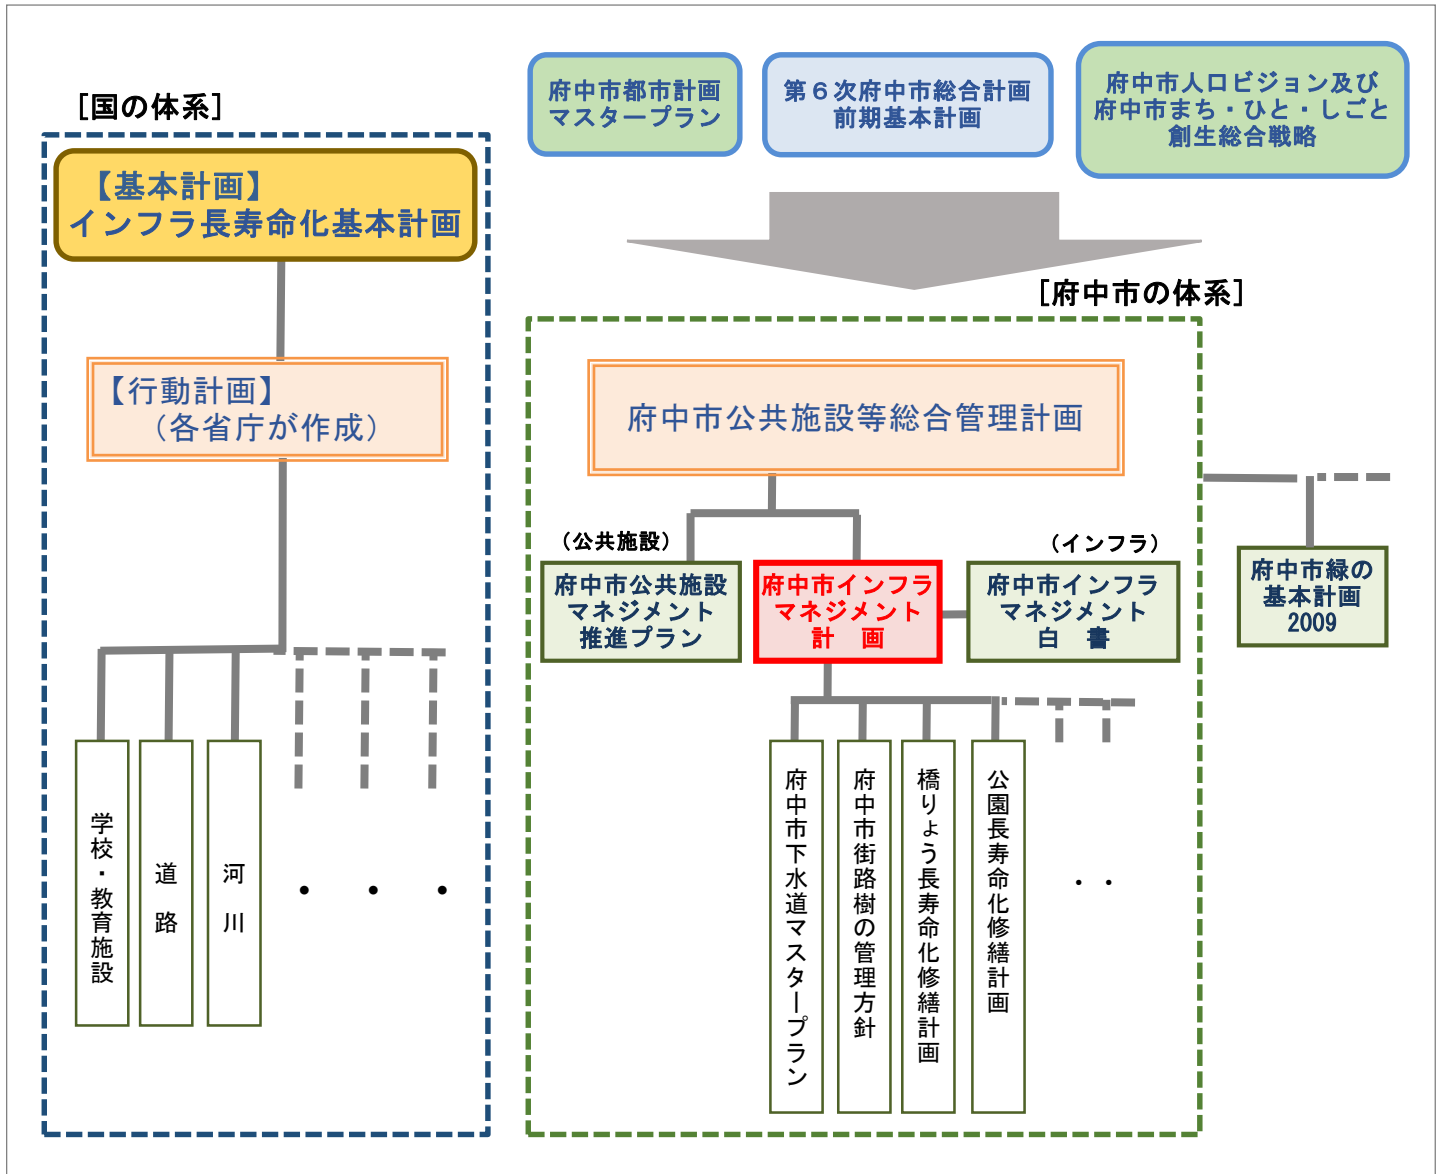 府中市都市計画
マスタープラン
第６次府中市総合計画
前期基本計画
府中市人口ビジョン及び
府中市まち・ひと・しごと
創生総合戦略
[国の体系]
【基本計画】
インフラ長寿命化基本計画
【行動計画】
（各省庁が作成）
学校・教育施設
道路
河川
・ ・ ・
[府中市の体系]
府中市公共施設等総合管理計画
（公共施設）
府中市公共施設
マネジメント
推進プラン
府中市インフラ
マネジメント
計　画
（インフラ）
府中市インフラ
マネジメント
白　書
府中市緑の
基本計画
2009
府中市下水道マスタープラン
府中市街路樹の管理方針
橋りょう長寿命化修繕計画
公園長寿命化修繕計画
・・